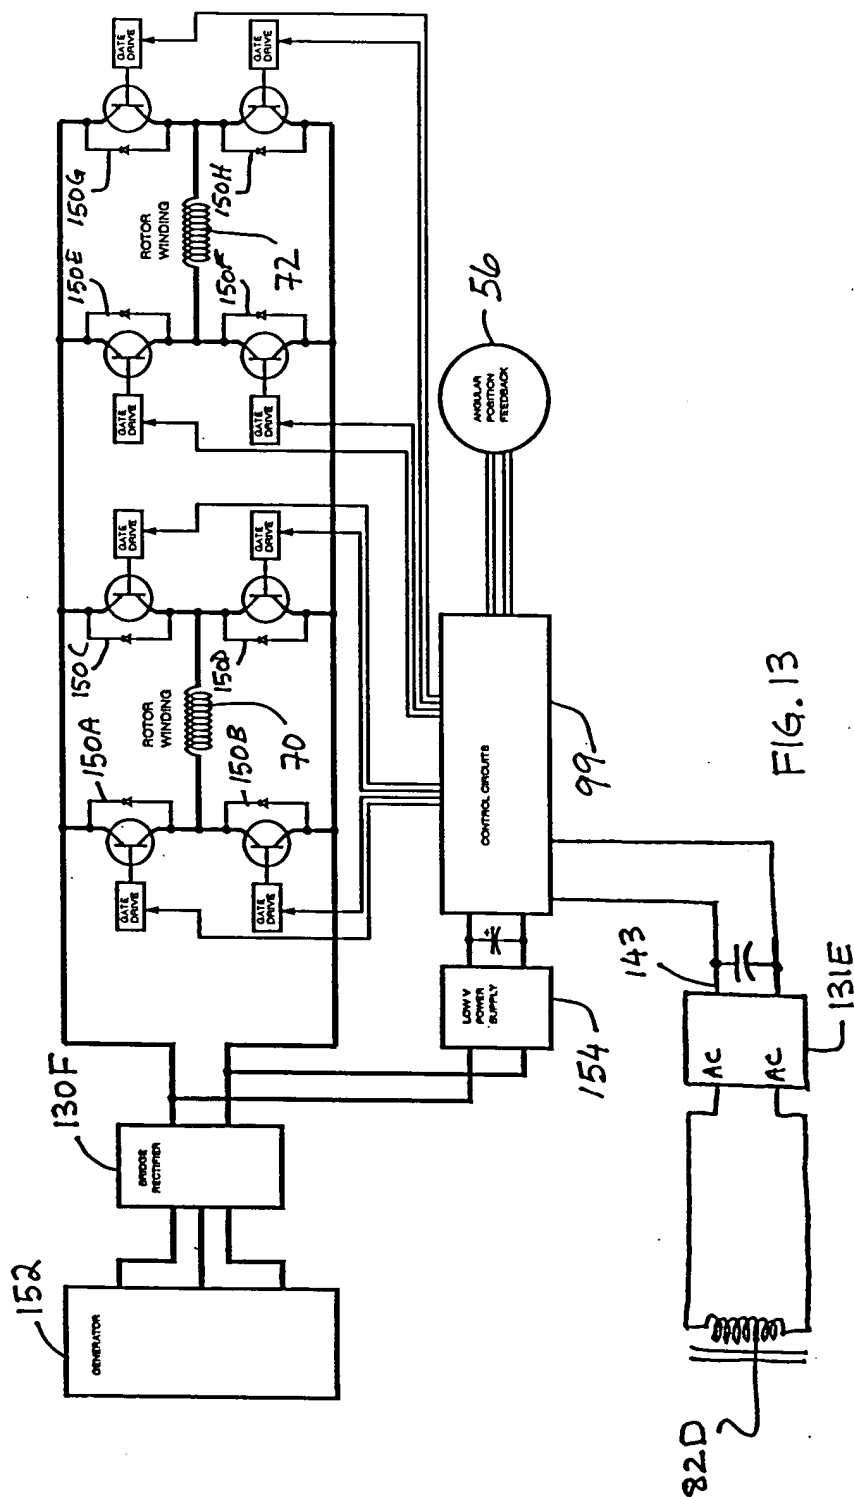 152
GENERATOR
130F
BRIDGE
RECTIFIER
150A
GATE
DRIVE
150B
GATE
DRIVE
ROTOR
WINDING
70
150C
GATE
DRIVE
150D
GATE
DRIVE
150E
GATE
DRIVE
150F
GATE
DRIVE
ROTOR
WINDING
72
150G
GATE
DRIVE
150H
GATE
DRIVE
LOW V
POWER
SUPPLY
154
+
CONTROL CIRCUITS
99
ANGULAR
POSITION
FEEDBACK
56
82D
AC
AC
143
131E
FIG. 13